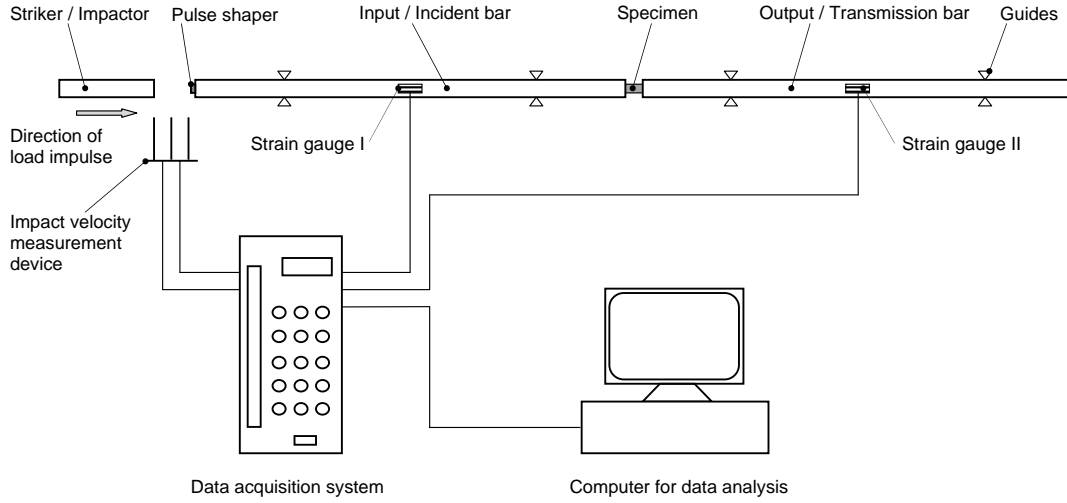 Striker / Impactor
Pulse shaper
Input / Incident bar
Specimen
Output / Transmission bar
Guides
Direction of
load impulse
Strain gauge I
Strain gauge II
Impact velocity
measurement
device
Data acquisition system
Computer for data analysis